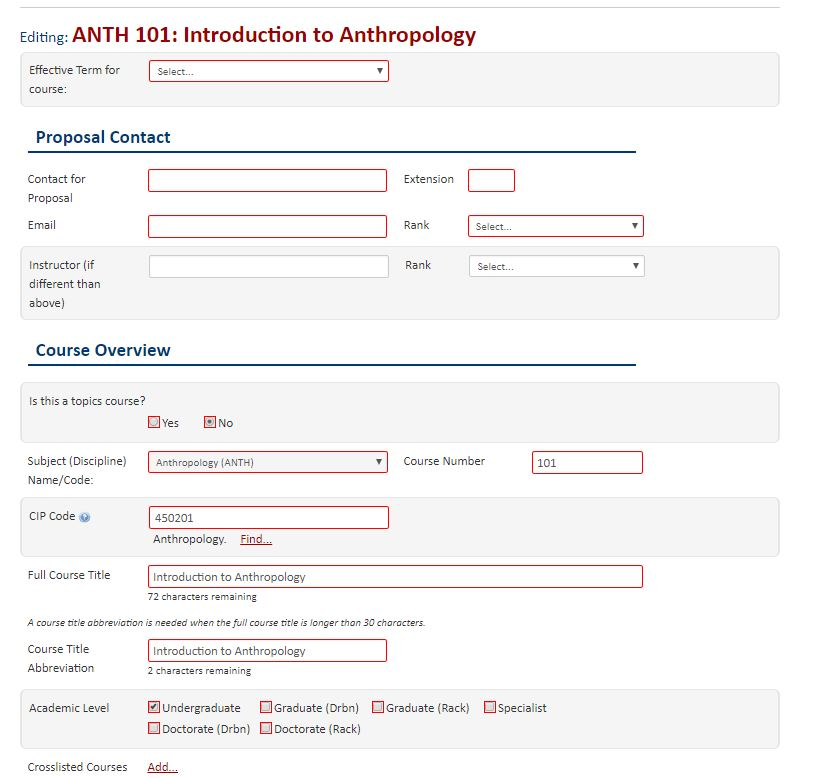 Editing: ANTH 101: Introduction to Anthropology
Effective Term for course: Select...
Proposal Contact
Contact for Proposal
Extension
Email
Rank Select...
Instructor (if different than above)
Rank Select...
Course Overview
Is this a topics course?
Yes No
Subject (Discipline) Name/Code: Anthropology (ANTH) Course Number 101
CIP Code ? 450201
Anthropology. Find...
Full Course Title Introduction to Anthropology
72 characters remaining
A course title abbreviation is needed when the full course title is longer than 30 characters.
Course Title Abbreviation Introduction to Anthropology
2 characters remaining
Academic Level Undergraduate Graduate (Drbn) Graduate (Rack) Specialist
Doctorate (Drbn) Doctorate (Rack)
Crosslisted Courses Add...